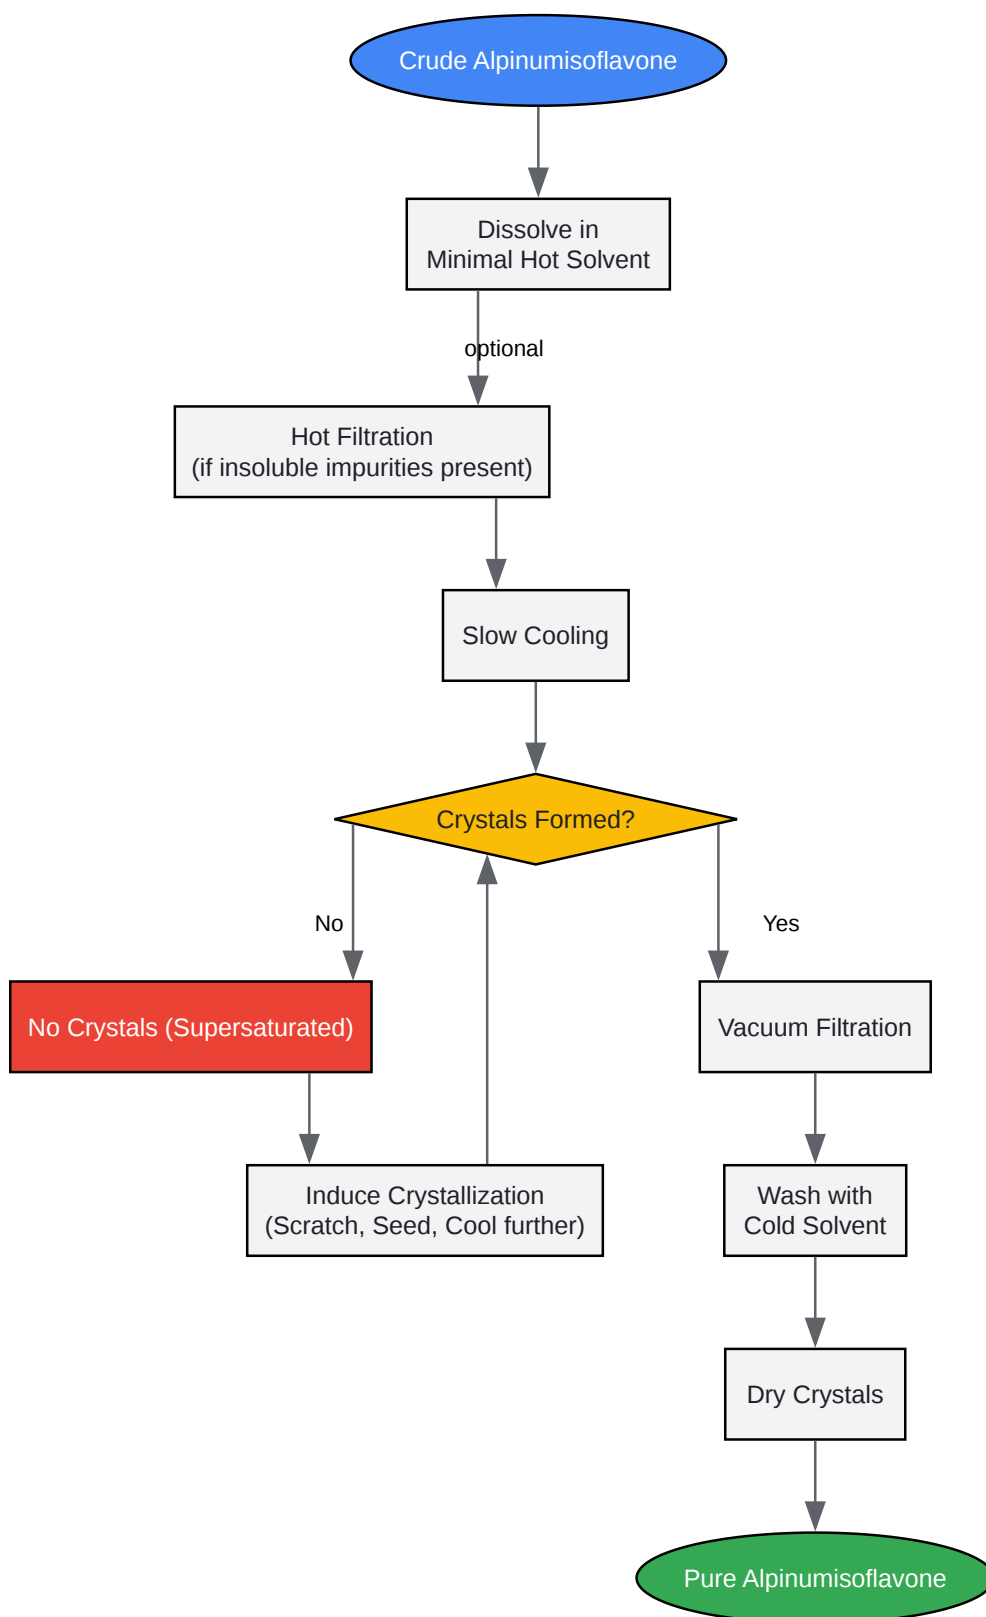 Crude Alpinumisoflavone
Dissolve in
Minimal Hot Solvent
optional
Hot Filtration
(if insoluble impurities present)
Slow Cooling
Crystals Formed?
No
Yes
No Crystals (Supersaturated)
Vacuum Filtration
Induce Crystallization
(Scratch, Seed, Cool further)
Wash with
Cold Solvent
Dry Crystals
Pure Alpinumisoflavone